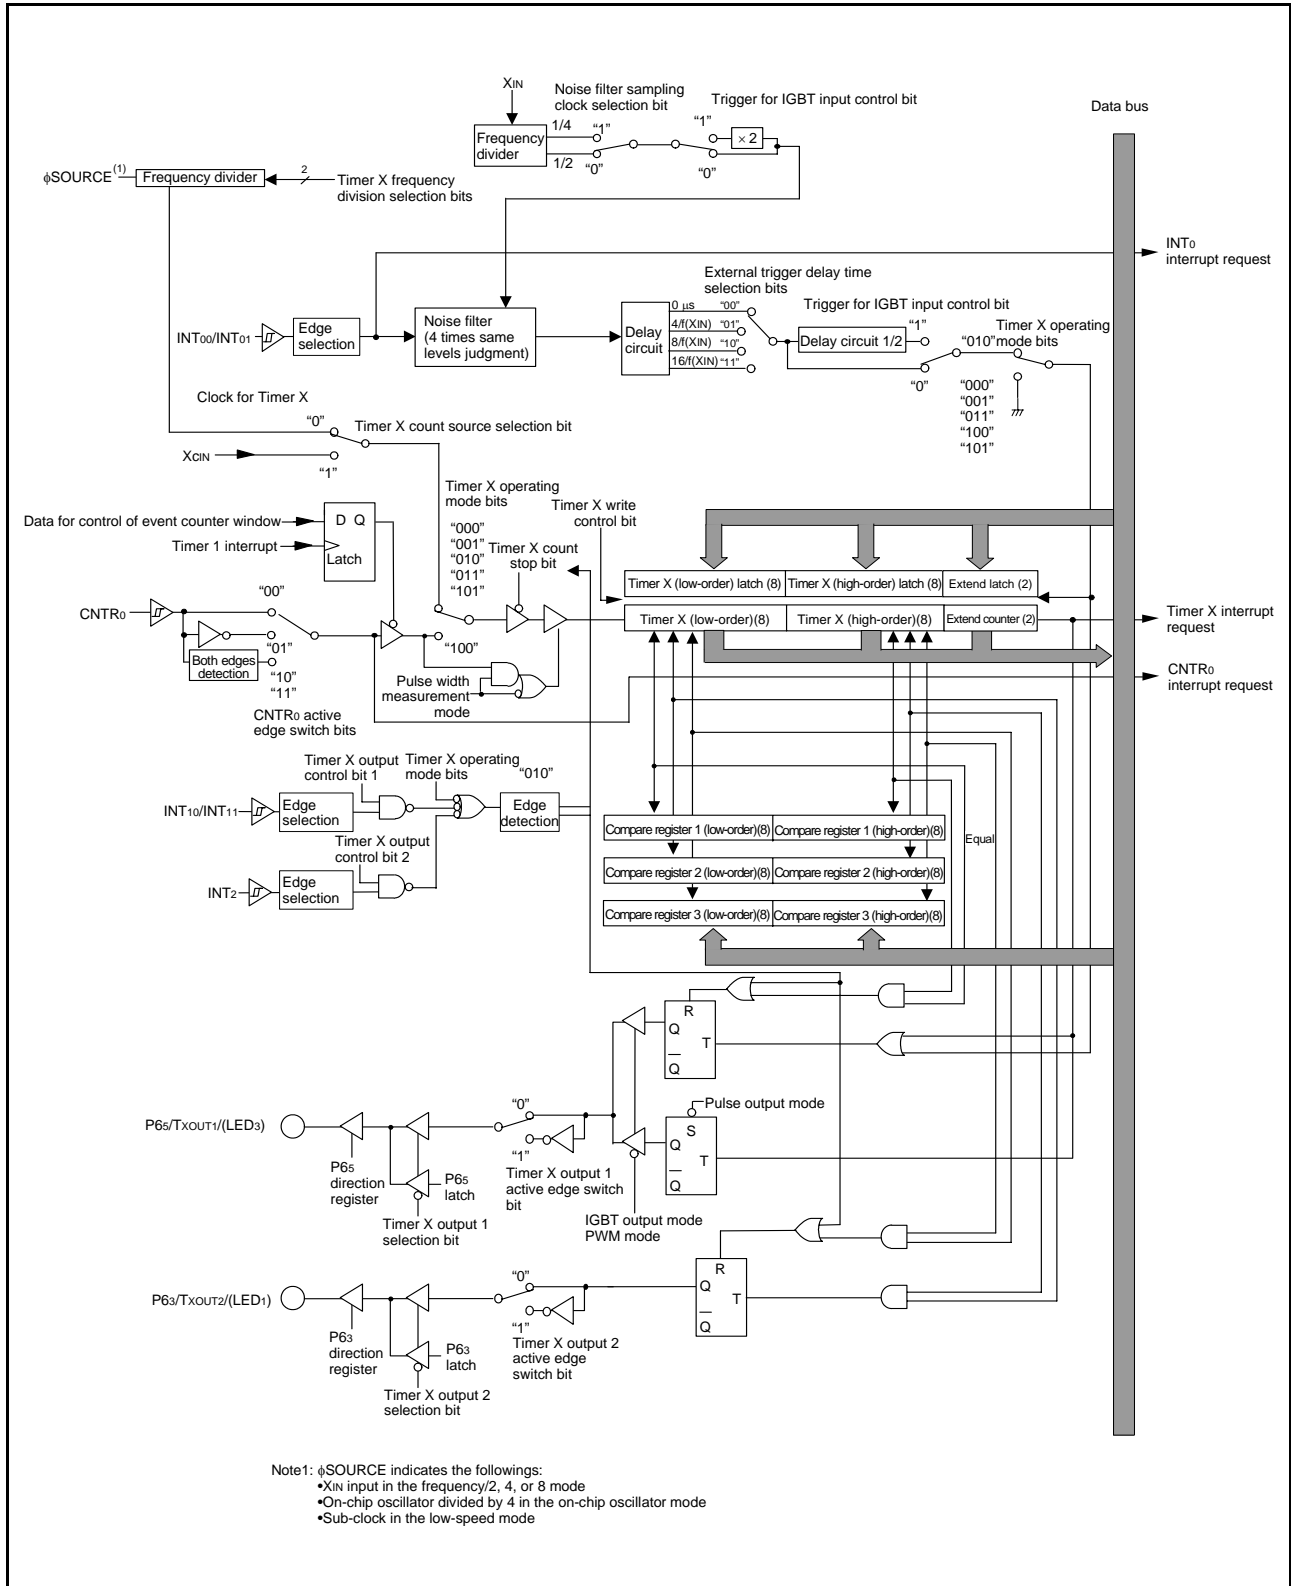 XIN
Noise filter sampling
clock selection bit
Trigger for IGBT input control bit
Data bus
Frequency
divider
1/4
“1”
1/2
“0”
“1”
× 2
“0”
φSOURCE (1)
Frequency divider
2
Timer X frequency
division selection bits
INT0
interrupt request
External trigger delay time
selection bits
INT00/INT01
Edge
selection
Noise filter
(4 times same
levels judgment)
Delay
circuit
0 μs “00”
4/f(XIN) “01”
8/f(XIN) “10”
16/f(XIN) “11”
Trigger for IGBT input control bit
Delay circuit 1/2
“1”
“0”
Timer X operating
mode bits
“010”
“000”
“001”
“011”
“100”
“101”
Clock for Timer X
“0”
Timer X count source selection bit
XCIN
“1”
Data for control of event counter window
Timer 1 interrupt
D Q
Latch
Timer X operating
mode bits
“000”
“001”
“010”
“011”
“101”
Timer X count
stop bit
Timer X write
control bit
Timer X (low-order) latch (8)
Timer X (high-order) latch (8)
Extend latch (2)
Timer X (low-order)(8)
Timer X (high-order)(8)
Extend counter (2)
Timer X interrupt
request
CNTR0
interrupt request
CNTR0
“00”
“01”
Both edges
detection
“10”
“11”
CNTR0 active
edge switch bits
“100”
Pulse width
measurement
mode
Timer X output
control bit 1
Timer X operating
mode bits
“010”
INT10/INT11
Edge
selection
Edge
detection
Timer X output
control bit 2
INT2
Edge
selection
Compare register 1 (low-order)(8)
Compare register 1 (high-order)(8)
Equal
Compare register 2 (low-order)(8)
Compare register 2 (high-order)(8)
Compare register 3 (low-order)(8)
Compare register 3 (high-order)(8)
R
Q
T
Q
Pulse output mode
S
Q
T
Q
P65/TXOUT1/(LED3)
P65
direction
register
P65
latch
Timer X output 1
selection bit
“0”
“1”
Timer X output 1
active edge switch
bit
IGBT output mode
PWM mode
R
Q
T
Q
P63/TXOUT2/(LED1)
P63
direction
register
P63
latch
Timer X output 2
selection bit
“0”
“1”
Timer X output 2
active edge
switch bit
Note1: φSOURCE indicates the followings:
•XIN input in the frequency/2, 4, or 8 mode
•On-chip oscillator divided by 4 in the on-chip oscillator mode
•Sub-clock in the low-speed mode